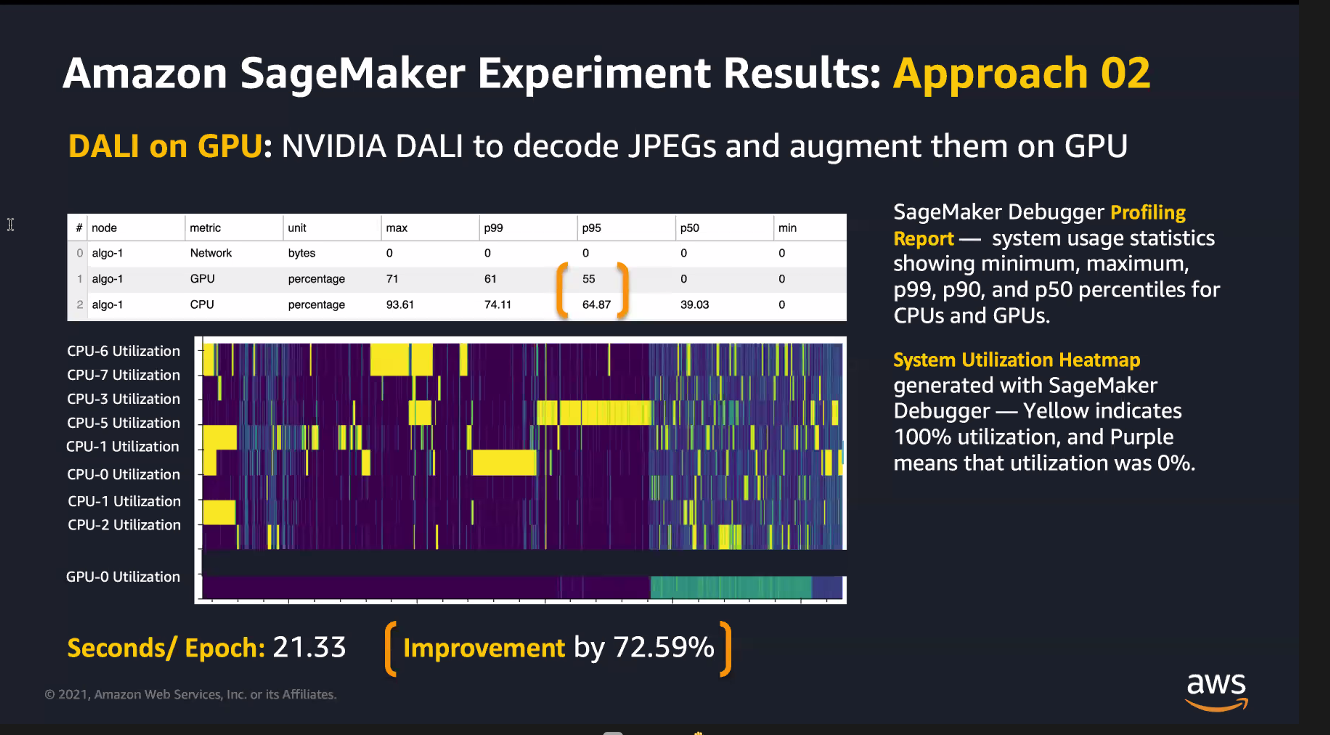 Amazon SageMaker Experiment Results: Approach 02
DALI on GPU: NVIDIA DALI to decode JPEGs and augment them on GPU
# node metric unit max p99 p95 p50 min
0 algo-1 Network bytes 0 0 0 0 0
1 algo-1 GPU percentage 71 61 55 0 0
2 algo-1 CPU percentage 93.61 74.11 64.87 39.03 0
CPU-6 Utilization
CPU-7 Utilization
CPU-3 Utilization
CPU-5 Utilization
CPU-1 Utilization
CPU-0 Utilization
CPU-1 Utilization
CPU-2 Utilization
GPU-0 Utilization
SageMaker Debugger Profiling
Report — system usage statistics
showing minimum, maximum,
p99, p90, and p50 percentiles for
CPUs and GPUs.
System Utilization Heatmap
generated with SageMaker
Debugger — Yellow indicates
100% utilization, and Purple
means that utilization was 0%.
Seconds/ Epoch: 21.33 Improvement by 72.59%
© 2021, Amazon Web Services, Inc. or its Affiliates.
aws